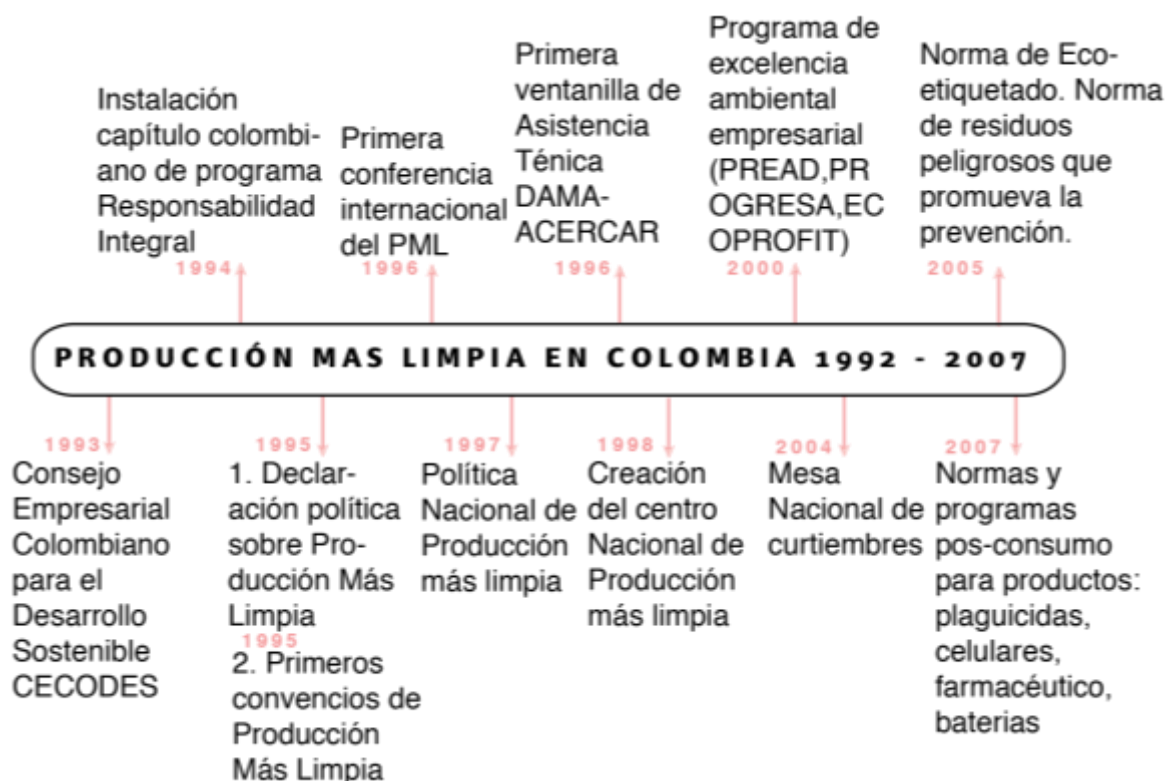 Instalación
capítulo colombi-
ano de programa
Responsabilidad
Integral
1994
Primera
conferencia
internacional
del PML
1996
Primera
ventanilla de
Asistencia
Ténica
DAMA-
ACERCAR
1996
Programa de
excelencia
ambiental
empresarial
(PREAD,PR
OGRESA,EC
OPROFIT)
2000
Norma de Eco-
etiquetado. Norma
de residuos
peligrosos que
promueva la
prevención.
2005
PRODUCCIÓN MAS LIMPIA EN COLOMBIA 1992 - 2007
1993
Consejo
Empresarial
Colombiano
para el
Desarrollo
Sostenible
CECODES
1995
1. Declar-
ación política
sobre Pro-
ducción Más
Limpia
1995
2. Primeros
convencios de
Producción
Más Limpia
1997
Política
Nacional de
Producción
más limpia
1998
Creación
del centro
Nacional de
Producción
más limpia
2004
Mesa
Nacional de
curtiembres
2007
Normas y
programas
pos-consumo
para productos:
plaguicidas,
celulares,
farmacéutico,
baterias